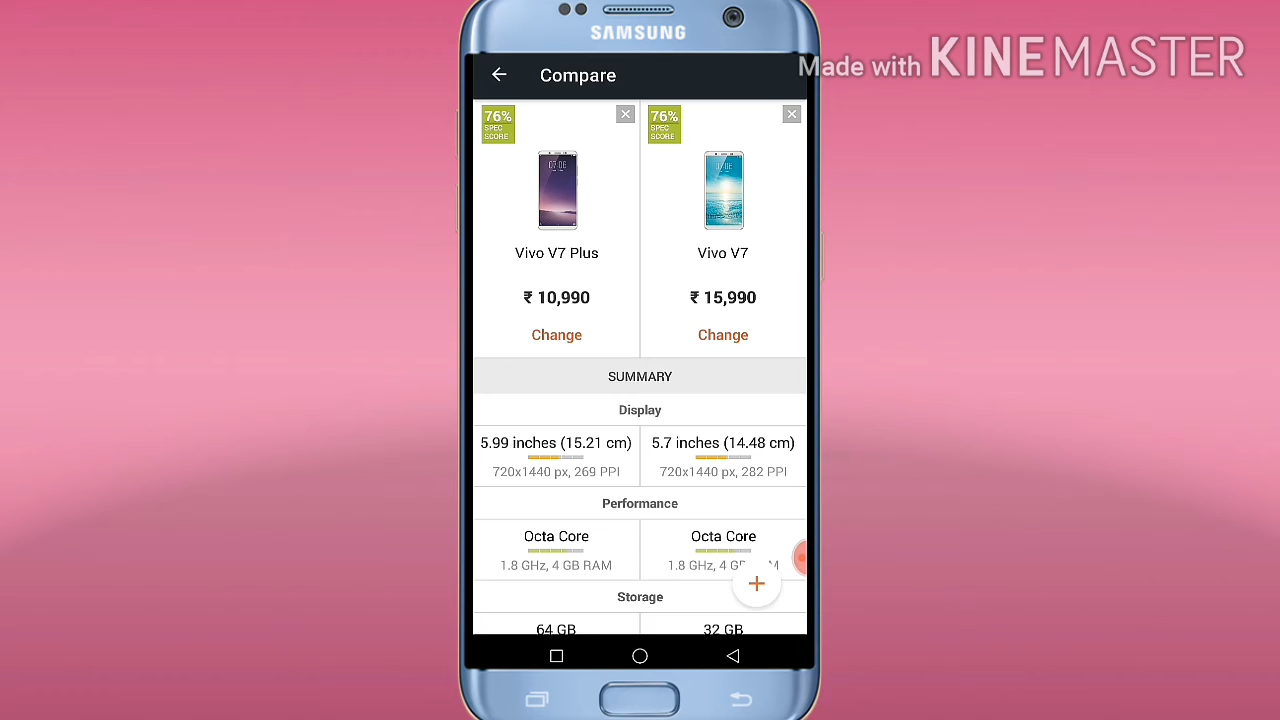 SAMSUNG
Made with KINEMASTER
Compare
76% SPEC SCORE
76% SPEC SCORE
Vivo V7 Plus
Vivo V7
₹ 10,990
₹ 15,990
Change
Change
SUMMARY
Display
5.99 inches (15.21 cm)
5.7 inches (14.48 cm)
720x1440 px, 269 PPI
720x1440 px, 282 PPI
Performance
Octa Core
Octa Core
1.8 GHz, 4 GB RAM
1.8 GHz, 4 GB
Storage
64 GB
32 GB